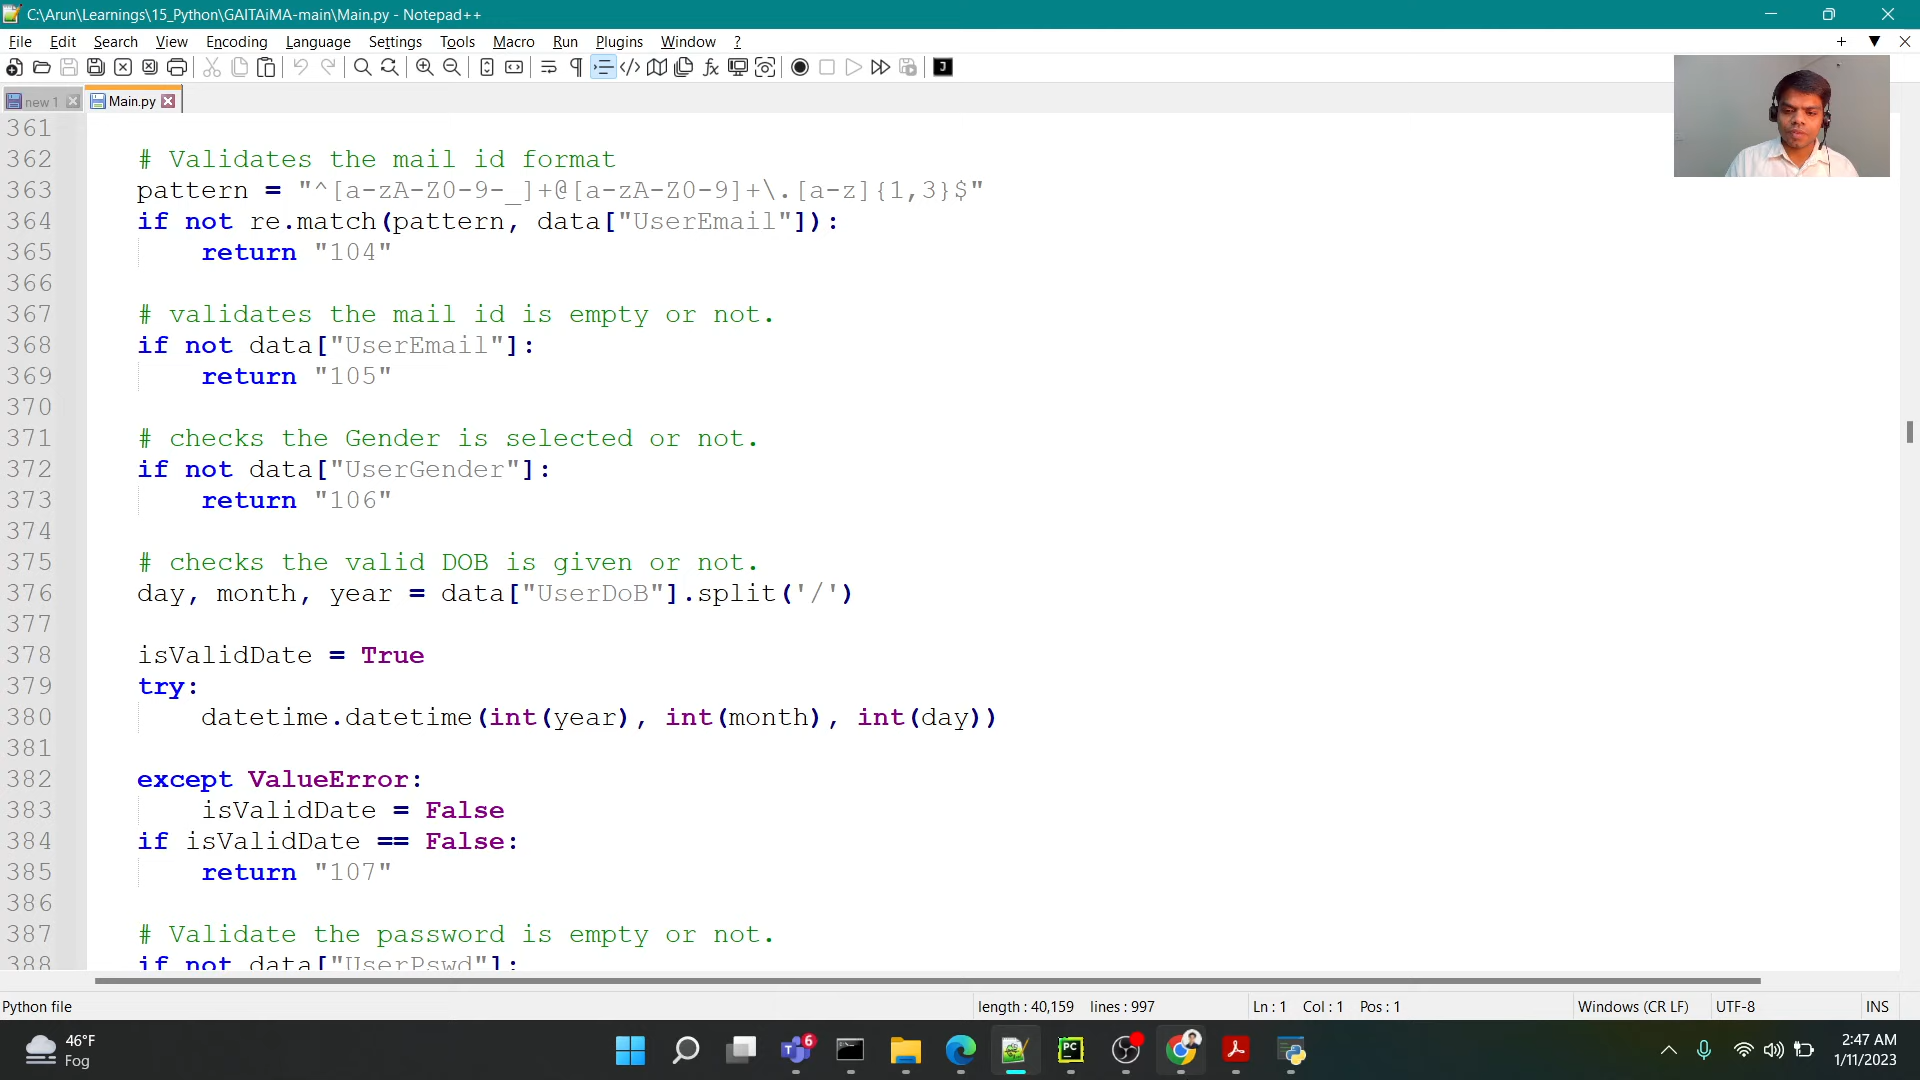 C:\Arun\Learnings\15_Python\GAITAiMA-main\Main.py - Notepad++
File Edit Search View Encoding Language Settings Tools Macro Run Plugins Window ?
new 1 Main.py
361
362 # Validates the mail id format
363 pattern = "^[a-zA-Z0-9-_]+@[a-zA-Z0-9]+\.[a-z]{1,3}$"
364 if not re.match(pattern, data["UserEmail"]):
365 return "104"
366
367 # validates the mail id is empty or not.
368 if not data["UserEmail"]:
369 return "105"
370
371 # checks the Gender is selected or not.
372 if not data["UserGender"]:
373 return "106"
374
375 # checks the valid DOB is given or not.
376 day, month, year = data["UserDoB"].split('/')
377
378 isValidDate = True
379 try:
380 datetime.datetime(int(year), int(month), int(day))
381
382 except ValueError:
383 isValidDate = False
384 if isValidDate == False:
385 return "107"
386
387 # Validate the password is empty or not.
388 if not data["UserPswd"]:
Python file length : 40,159 lines : 997 Ln : 1 Col : 1 Pos : 1 Windows (CR LF) UTF-8 INS
46°F
Fog
6
PC
2:47 AM
1/11/2023